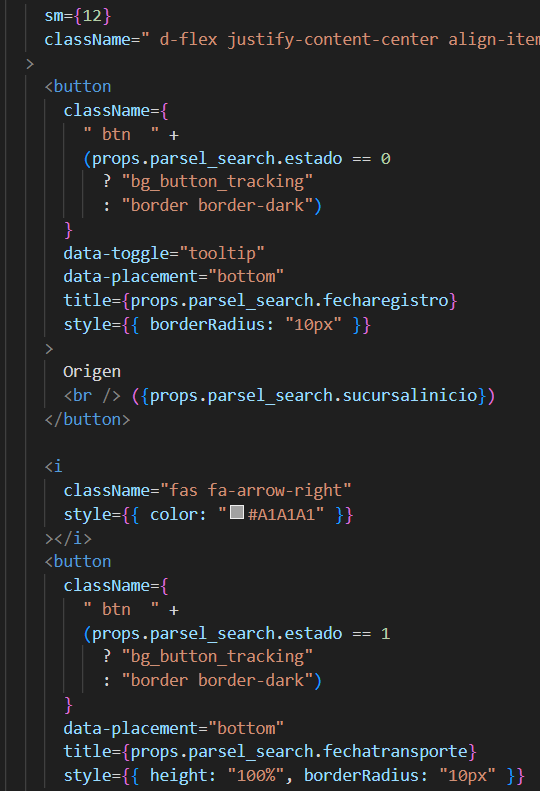 sm={12}
className=" d-flex justify-content-center align-item
>
<button
className={
" btn  " +
(props.parsel_search.estado == 0
? "bg_button_tracking"
: "border border-dark")
}
data-toggle="tooltip"
data-placement="bottom"
title={props.parsel_search.fecharegistro}
style={{ borderRadius: "10px" }}
>
Origen
<br /> ({props.parsel_search.sucursalinicio})
</button>
<i
className="fas fa-arrow-right"
style={{ color: "#A1A1A1" }}
></i>
<button
className={
" btn  " +
(props.parsel_search.estado == 1
? "bg_button_tracking"
: "border border-dark")
}
data-placement="bottom"
title={props.parsel_search.fechatransporte}
style={{ height: "100%", borderRadius: "10px" }}